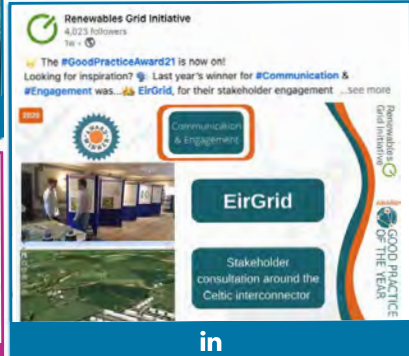 Renewables Grid Initiative
4,023 followers
1w
The #GoodPracticeAward21 is now on!
Looking for inspiration? Last year's winner for #Communication &
#Engagement was... EirGrid, for their stakeholder engagement ...see more
2020
Communication
& Engagement
EirGrid
Stakeholder
consultation around the
Celtic interconnector
Renewables
Grid Initiative
GOOD PRACTICE
OF THE YEAR
in